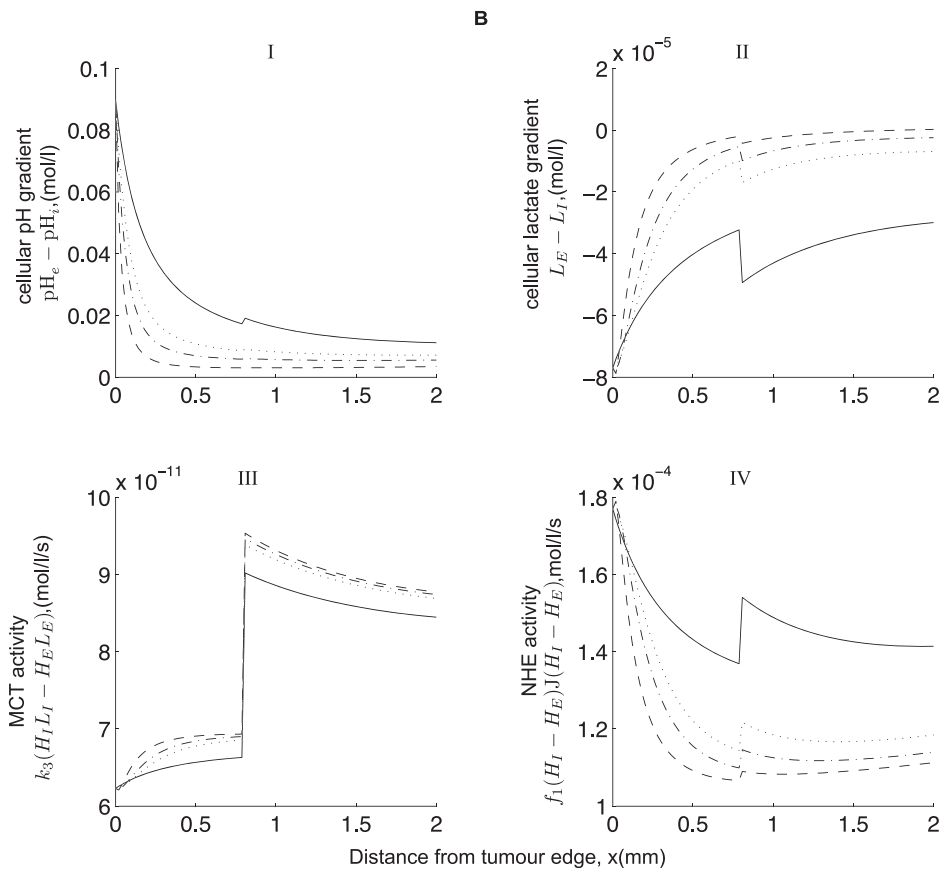 B
I
0.1
0.08
0.06
0.04
0.02
0
0 0.5 1 1.5 2
cellular pH gradient
pHₑ − pHᵢ,(mol/l)
x 10⁻⁵
II
2
0
−2
−4
−6
−8
0 0.5 1 1.5 2
cellular lactate gradient
L_E − L_I,(mol/l)
x 10⁻¹¹
III
10
9
8
7
6
0 0.5 1 1.5 2
MCT activity
k₃(H_I L_I − H_E L_E),(mol/l/s)
x 10⁻⁴
IV
1.8
1.6
1.4
1.2
1
0 0.5 1 1.5 2
NHE activity
f₁(H_I − H_E)J(H_I − H_E),mol/l/s
Distance from tumour edge, x(mm)